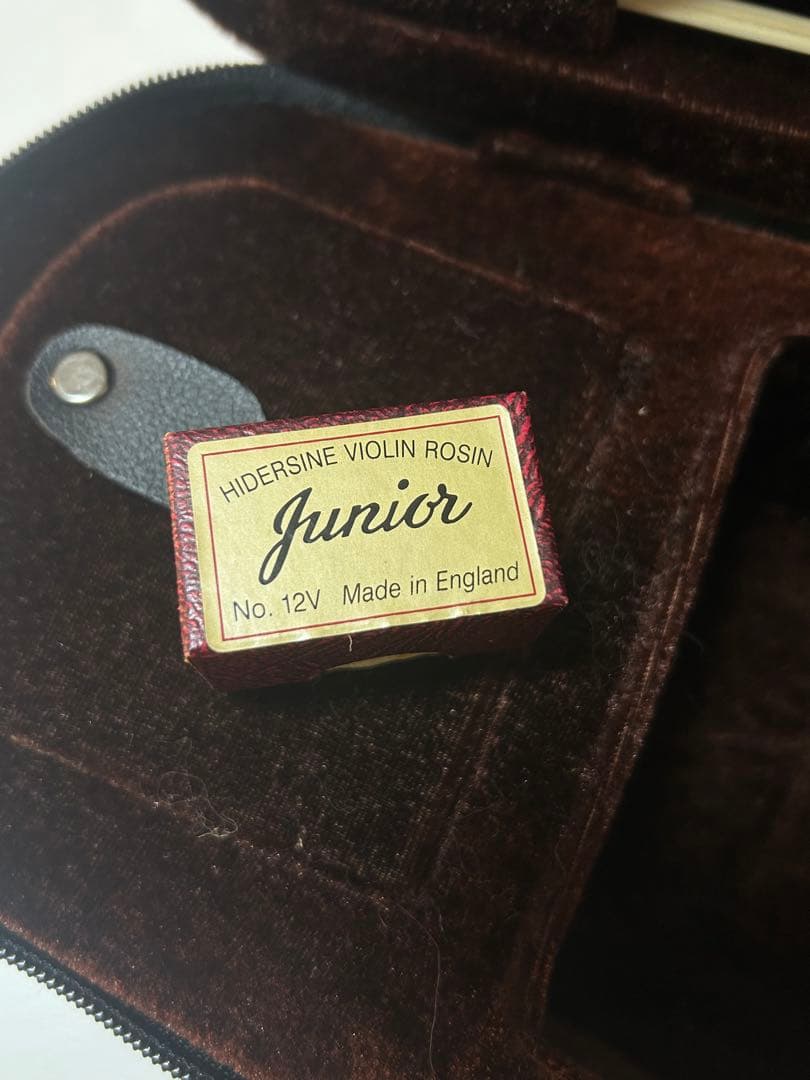 HIDERSINE VIOLIN ROSIN
Junior
No. 12V Made in England